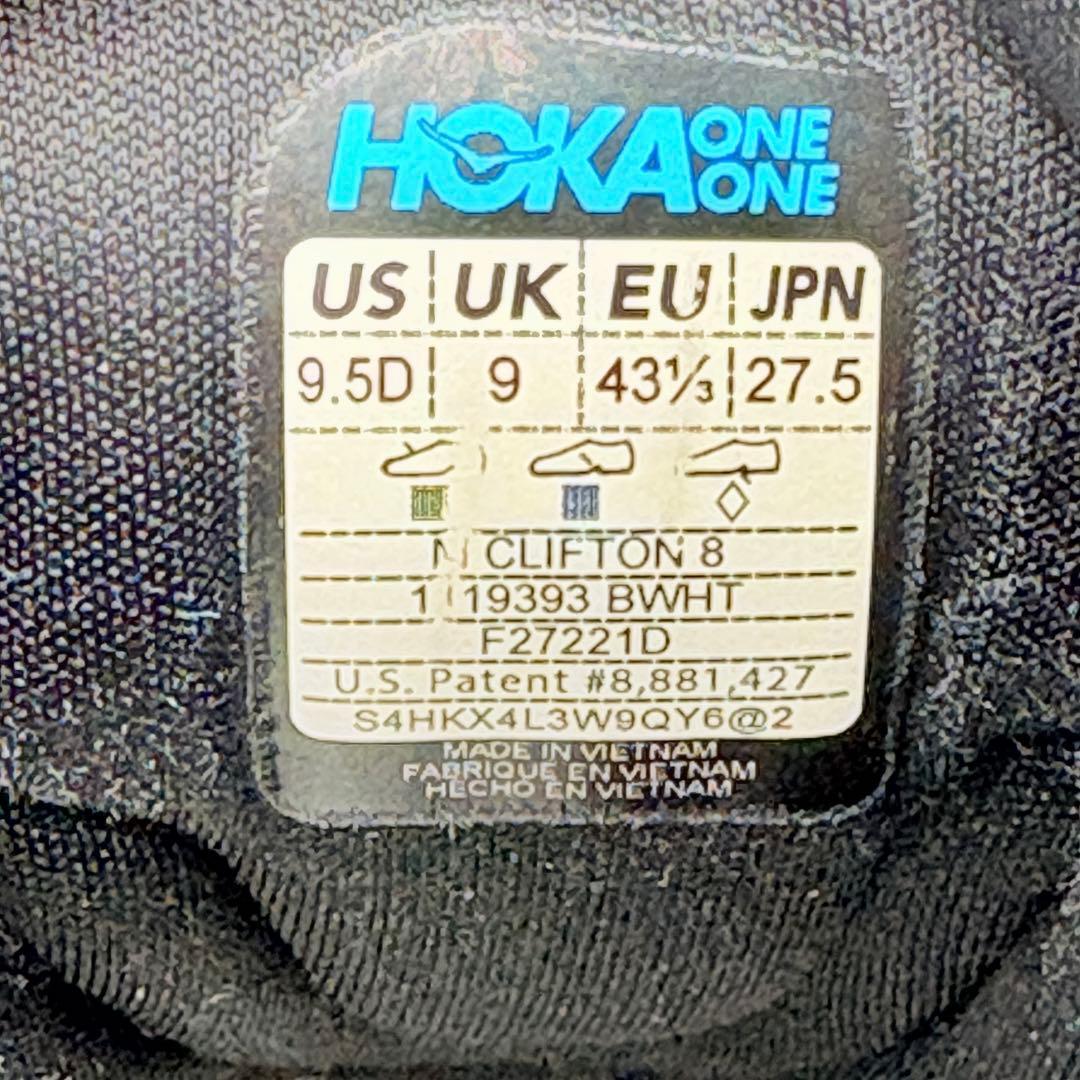 HOKA ONE ONE
US UK EU JPN
9.5D 9 43⅓ 27.5
M CLIFTON 8
1119393 BWHT
F27221D
U.S. Patent #8,881,427
S4HKX4L3W9QY6@2
MADE IN VIETNAM
FABRIQUE EN VIETNAM
HECHO EN VIETNAM